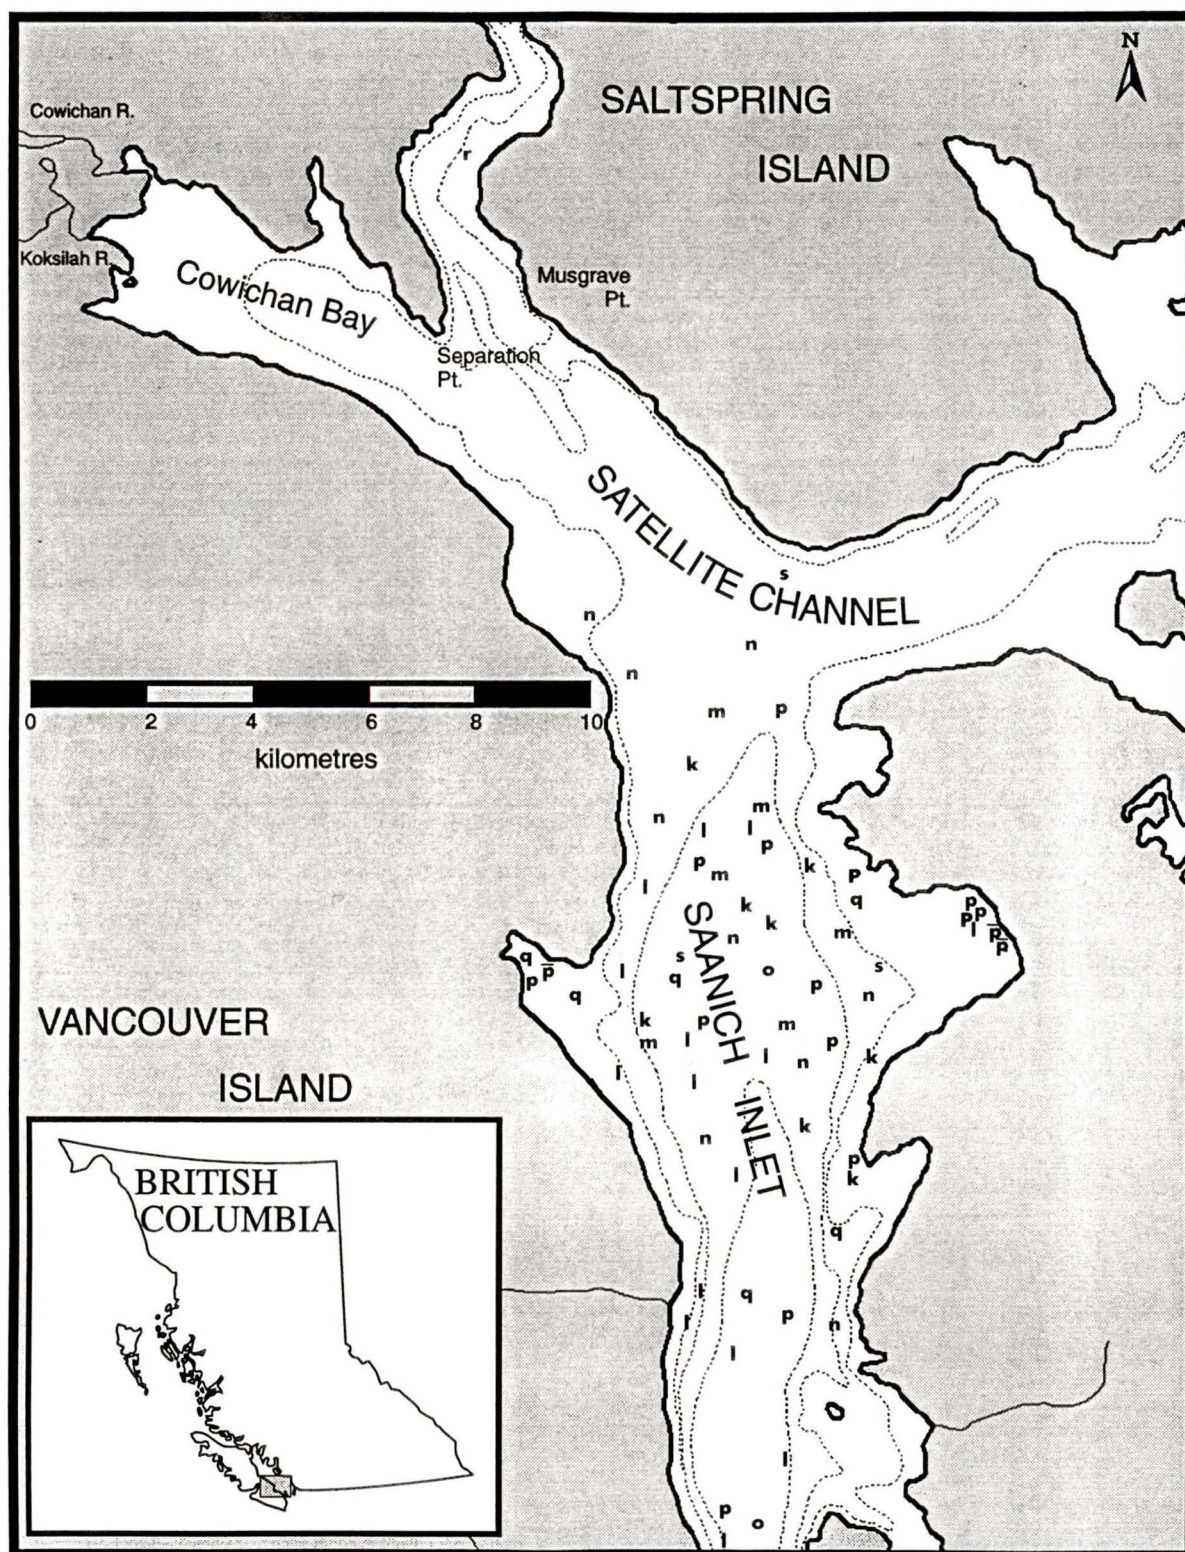 N
SALTSPRING
ISLAND
Cowichan R.
r
Koksilah R.
Cowichan Bay
Musgrave
Pt.
Separation
Pt.
SATELLITE CHANNEL
s
n
n
n
0 2 4 6 8 10
kilometres
m p
k
m
n l l
p p
m k p
l q
k p p
k p l
n m p
s p
q p q o s
p q l p n
SAANICH INLET
k p m
m l p
l n k
l l
k
n
l p
k
q
VANCOUVER
ISLAND
BRITISH
COLUMBIA
l q
l p n
l
l
p
o
l